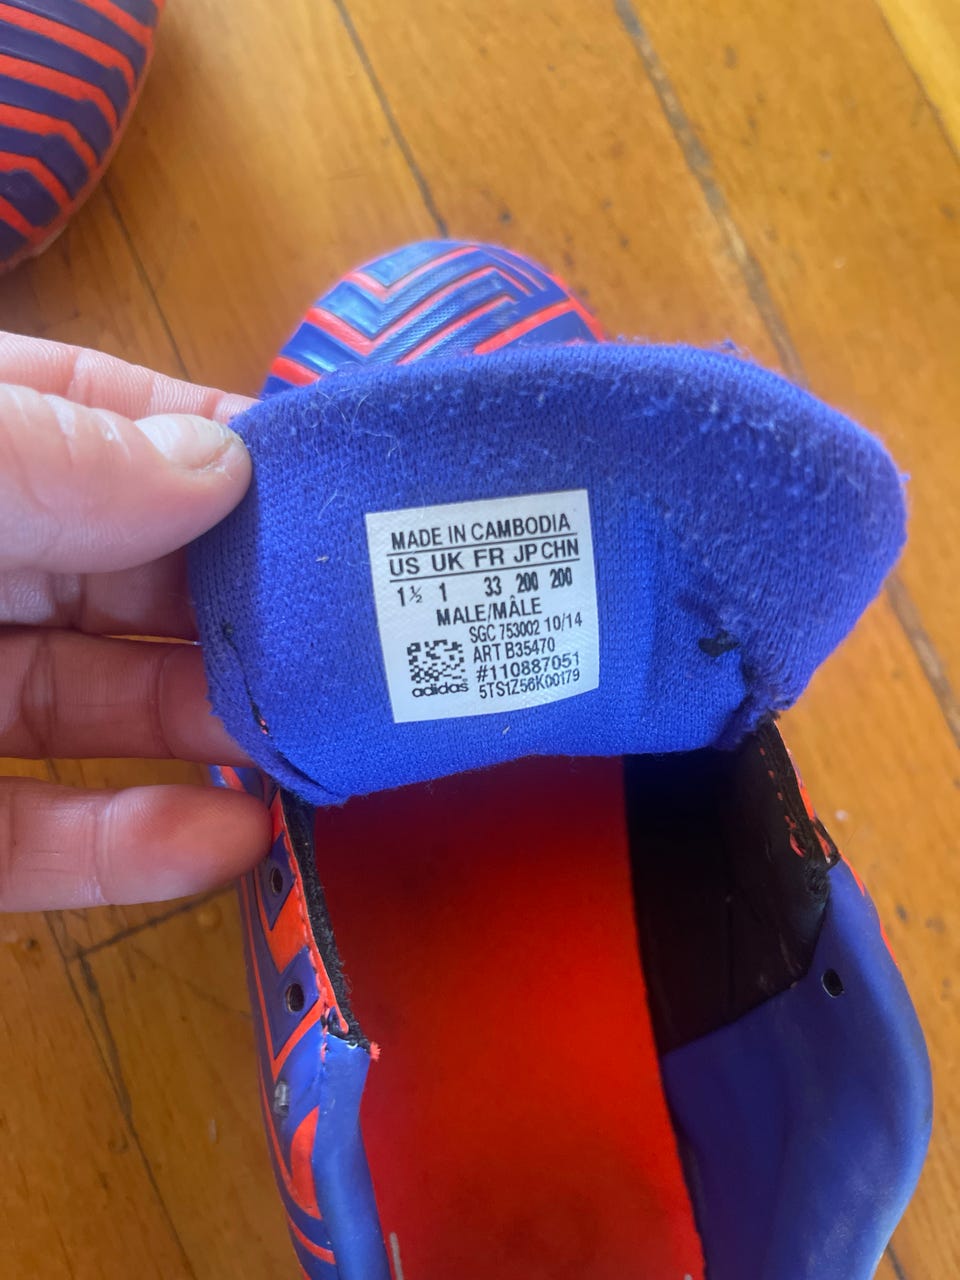 MADE IN CAMBODIA
US UK FR JP CHN
1½ 1 33 200 200
MALE/MÂLE
SGC 753002 10/14
ART B35470
#110887051
adidas 5TS1Z56K00179